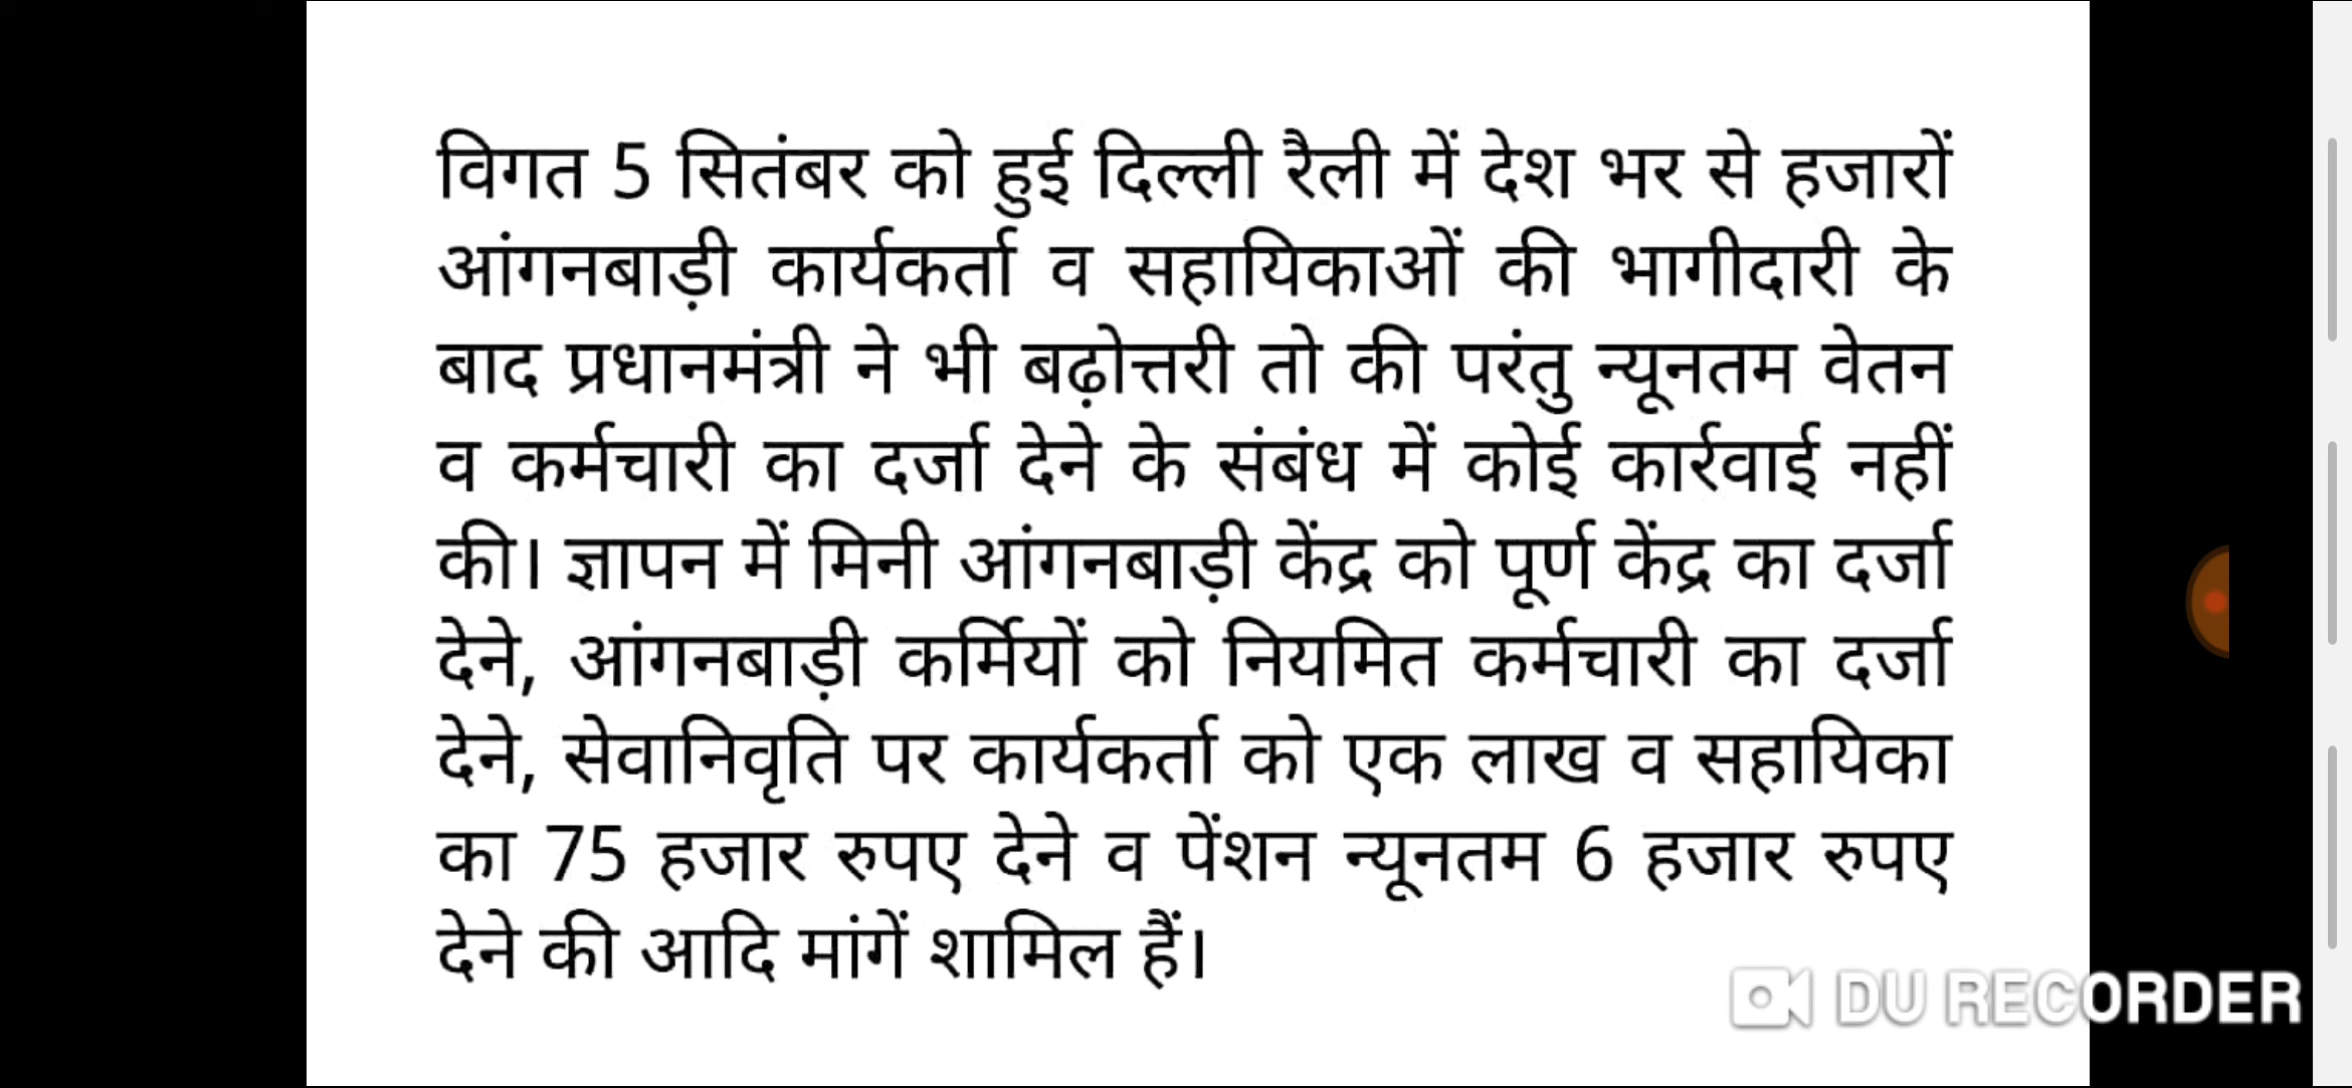 विगत 5 सितंबर को हुई दिल्ली रैली में देश भर से हजारों
आंगनबाड़ी कार्यकर्ता व सहायिकाओं की भागीदारी के
बाद प्रधानमंत्री ने भी बढ़ोत्तरी तो की परंतु न्यूनतम वेतन
व कर्मचारी का दर्जा देने के संबंध में कोई कार्रवाई नहीं
की। ज्ञापन में मिनी आंगनबाड़ी केंद्र को पूर्ण केंद्र का दर्जा
देने, आंगनबाड़ी कर्मियों को नियमित कर्मचारी का दर्जा
देने, सेवानिवृति पर कार्यकर्ता को एक लाख व सहायिका
का 75 हजार रुपए देने व पेंशन न्यूनतम 6 हजार रुपए
देने की आदि मांगें शामिल हैं।
DU RECORDER